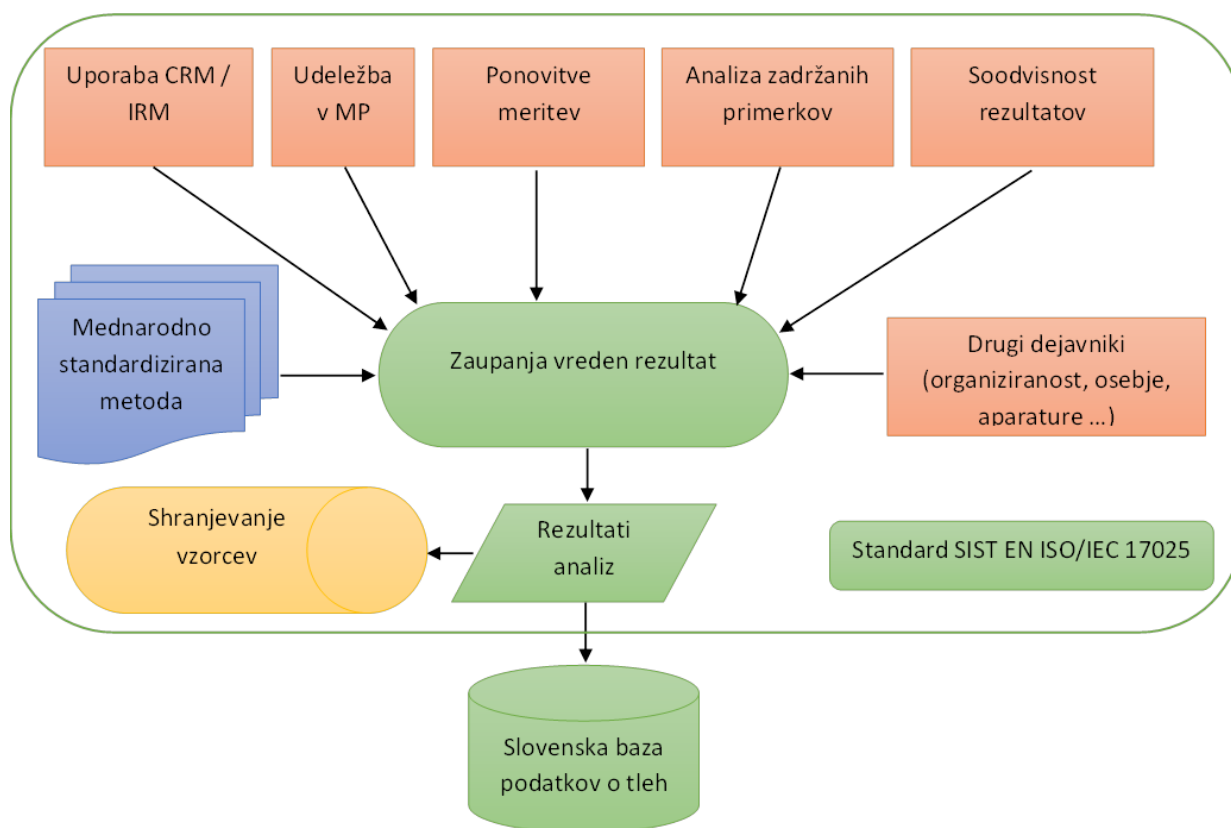 Uporaba CRM /
IRM
Udeležba
v MP
Ponovitve
meritev
Analiza zadržanih
primerkov
Soodvisnost
rezultatov
Mednarodno
standardizirana
metoda
Zaupanja vreden rezultat
Drugi dejavniki
(organiziranost, osebje,
aparature ...)
Shranjevanje
vzorcev
Rezultati
analiz
Standard SIST EN ISO/IEC 17025
Slovenska baza
podatkov o tleh